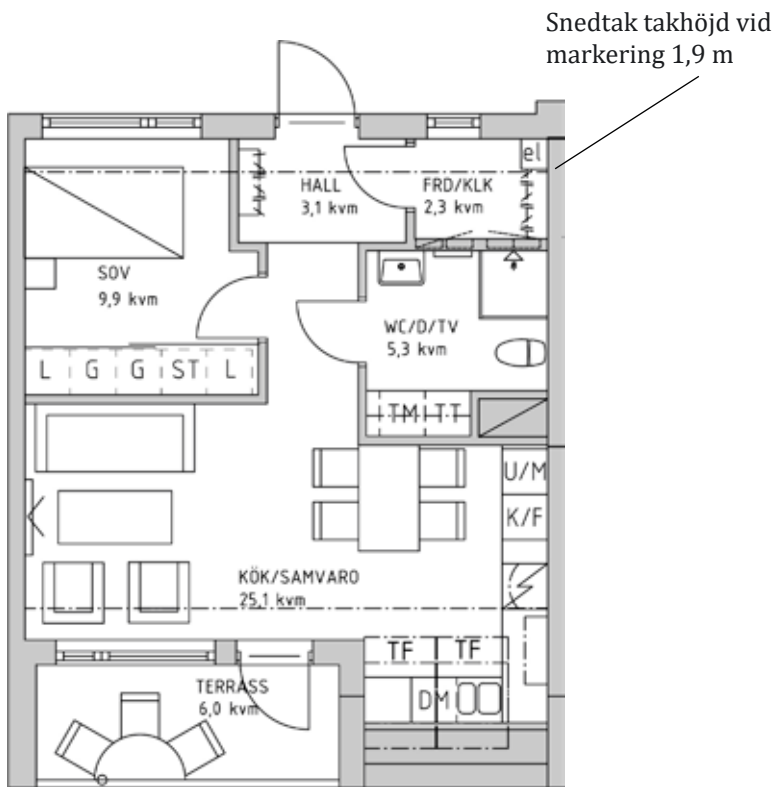 Snedtak takhöjd vid
markering 1,9 m
el
HALL
3,1 kvm
FRD/KLK
2,3 kvm
SOV
9,9 kvm
WC/D/TV
5,3 kvm
L G G ST L
TM TT
U/M
K/F
KÖK/SAMVARO
25,1 kvm
TF TF
TERRASS
6,0 kvm
DM